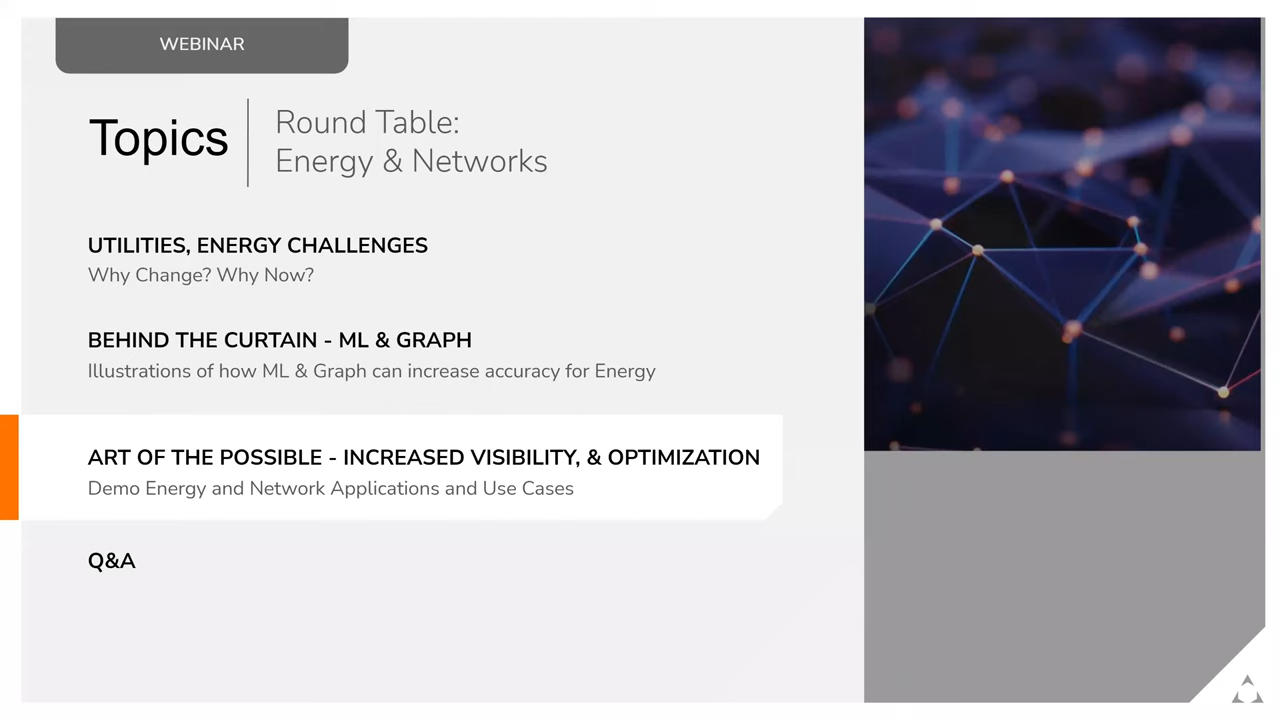 WEBINAR
Topics
Round Table:
Energy & Networks
UTILITIES, ENERGY CHALLENGES
Why Change? Why Now?
BEHIND THE CURTAIN - ML & GRAPH
Illustrations of how ML & Graph can increase accuracy for Energy
ART OF THE POSSIBLE - INCREASED VISIBILITY, & OPTIMIZATION
Demo Energy and Network Applications and Use Cases
Q&A